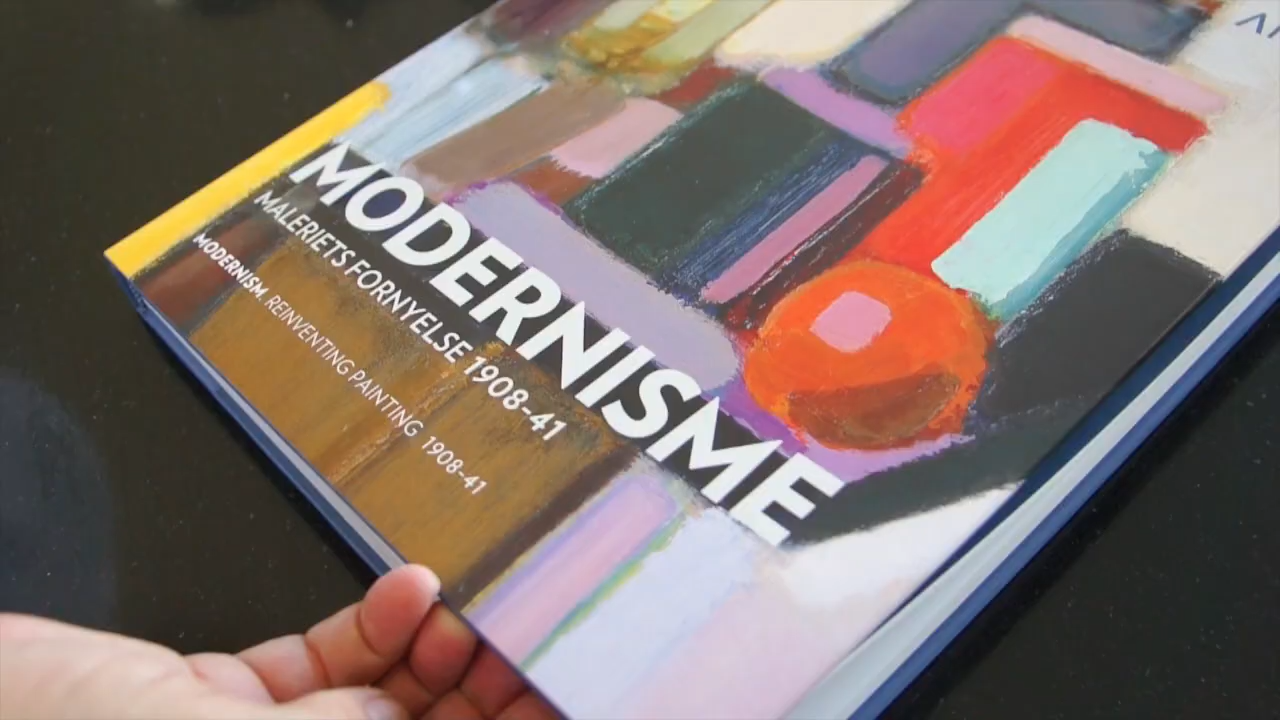 MODERNISME
MALERIETS FORNYELSE 1908-41
MODERNISM. REINVENTING PAINTING 1908-41